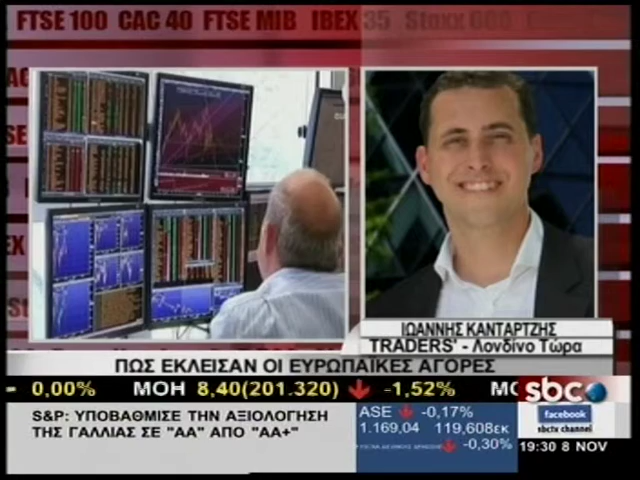 FTSE 100 CAC 40 FTSE MIB IBEX 35 Stoxx 600
ΙΩΑΝΝΗΣ ΚΑΝΤΑΡΤΖΗΣ
TRADERS' - Λονδίνο Τώρα
ΠΩΣ ΕΚΛΕΙΣΑΝ ΟΙ ΕΥΡΩΠΑΪΚΕΣ ΑΓΟΡΕΣ
0,00% ΜΟΗ 8,40(201.320) -1,52%
sbc
S&P: ΥΠΟΒΑΘΜΙΣΕ ΤΗΝ ΑΞΙΟΛΟΓΗΣΗ
ΤΗΣ ΓΑΛΛΙΑΣ ΣΕ "ΑΑ" ΑΠΟ "ΑΑ+"
ASE -0,17%
1.169,04 119,608εκ
-0,30%
facebook
sbctv channel
19:30 8 NOV